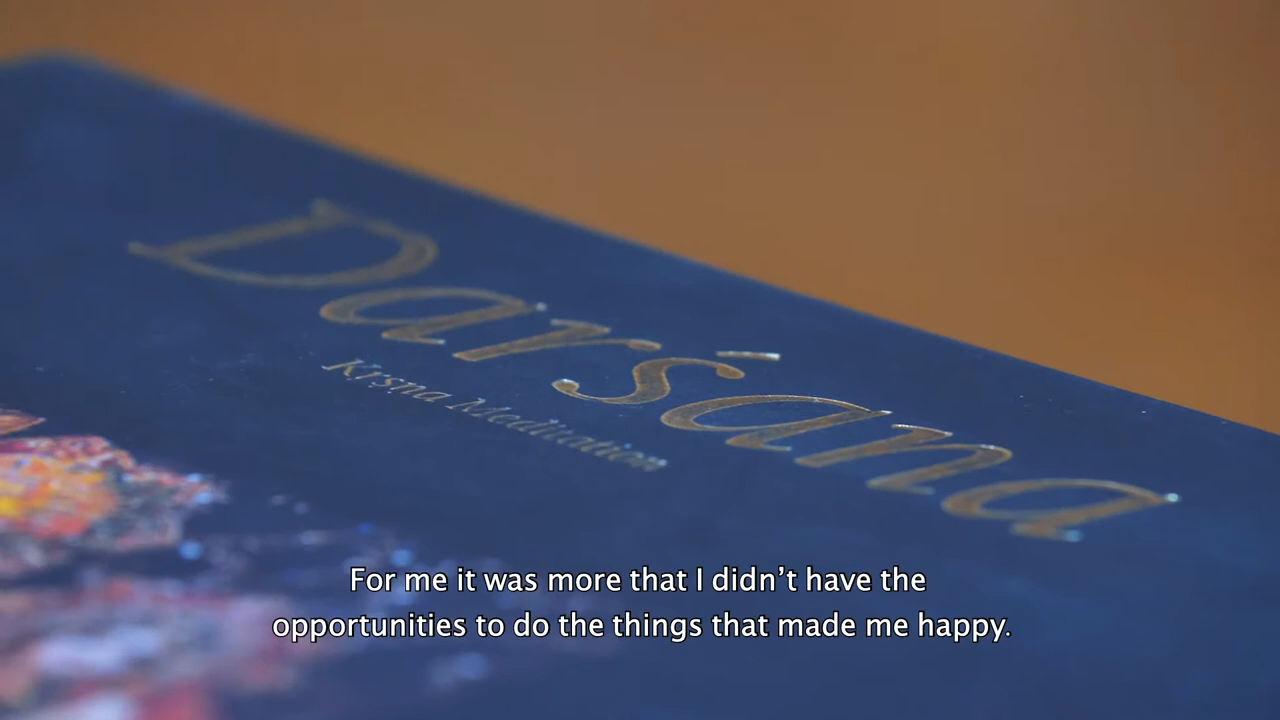 Darśana
Kṛṣṇa Meditation
For me it was more that I didn’t have the
opportunities to do the things that made me happy.